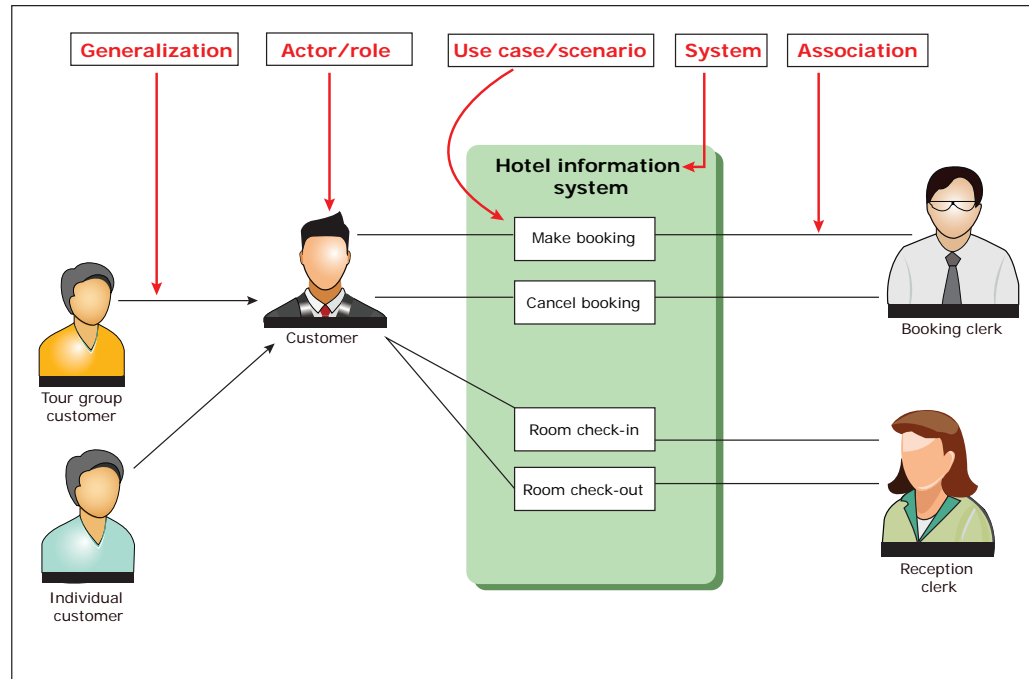 Generalization
Actor/role
Use case/scenario
System
Association
Hotel information
system
Make booking
Cancel booking
Customer
Booking clerk
Tour group
customer
Room check-in
Room check-out
Reception
clerk
Individual
customer